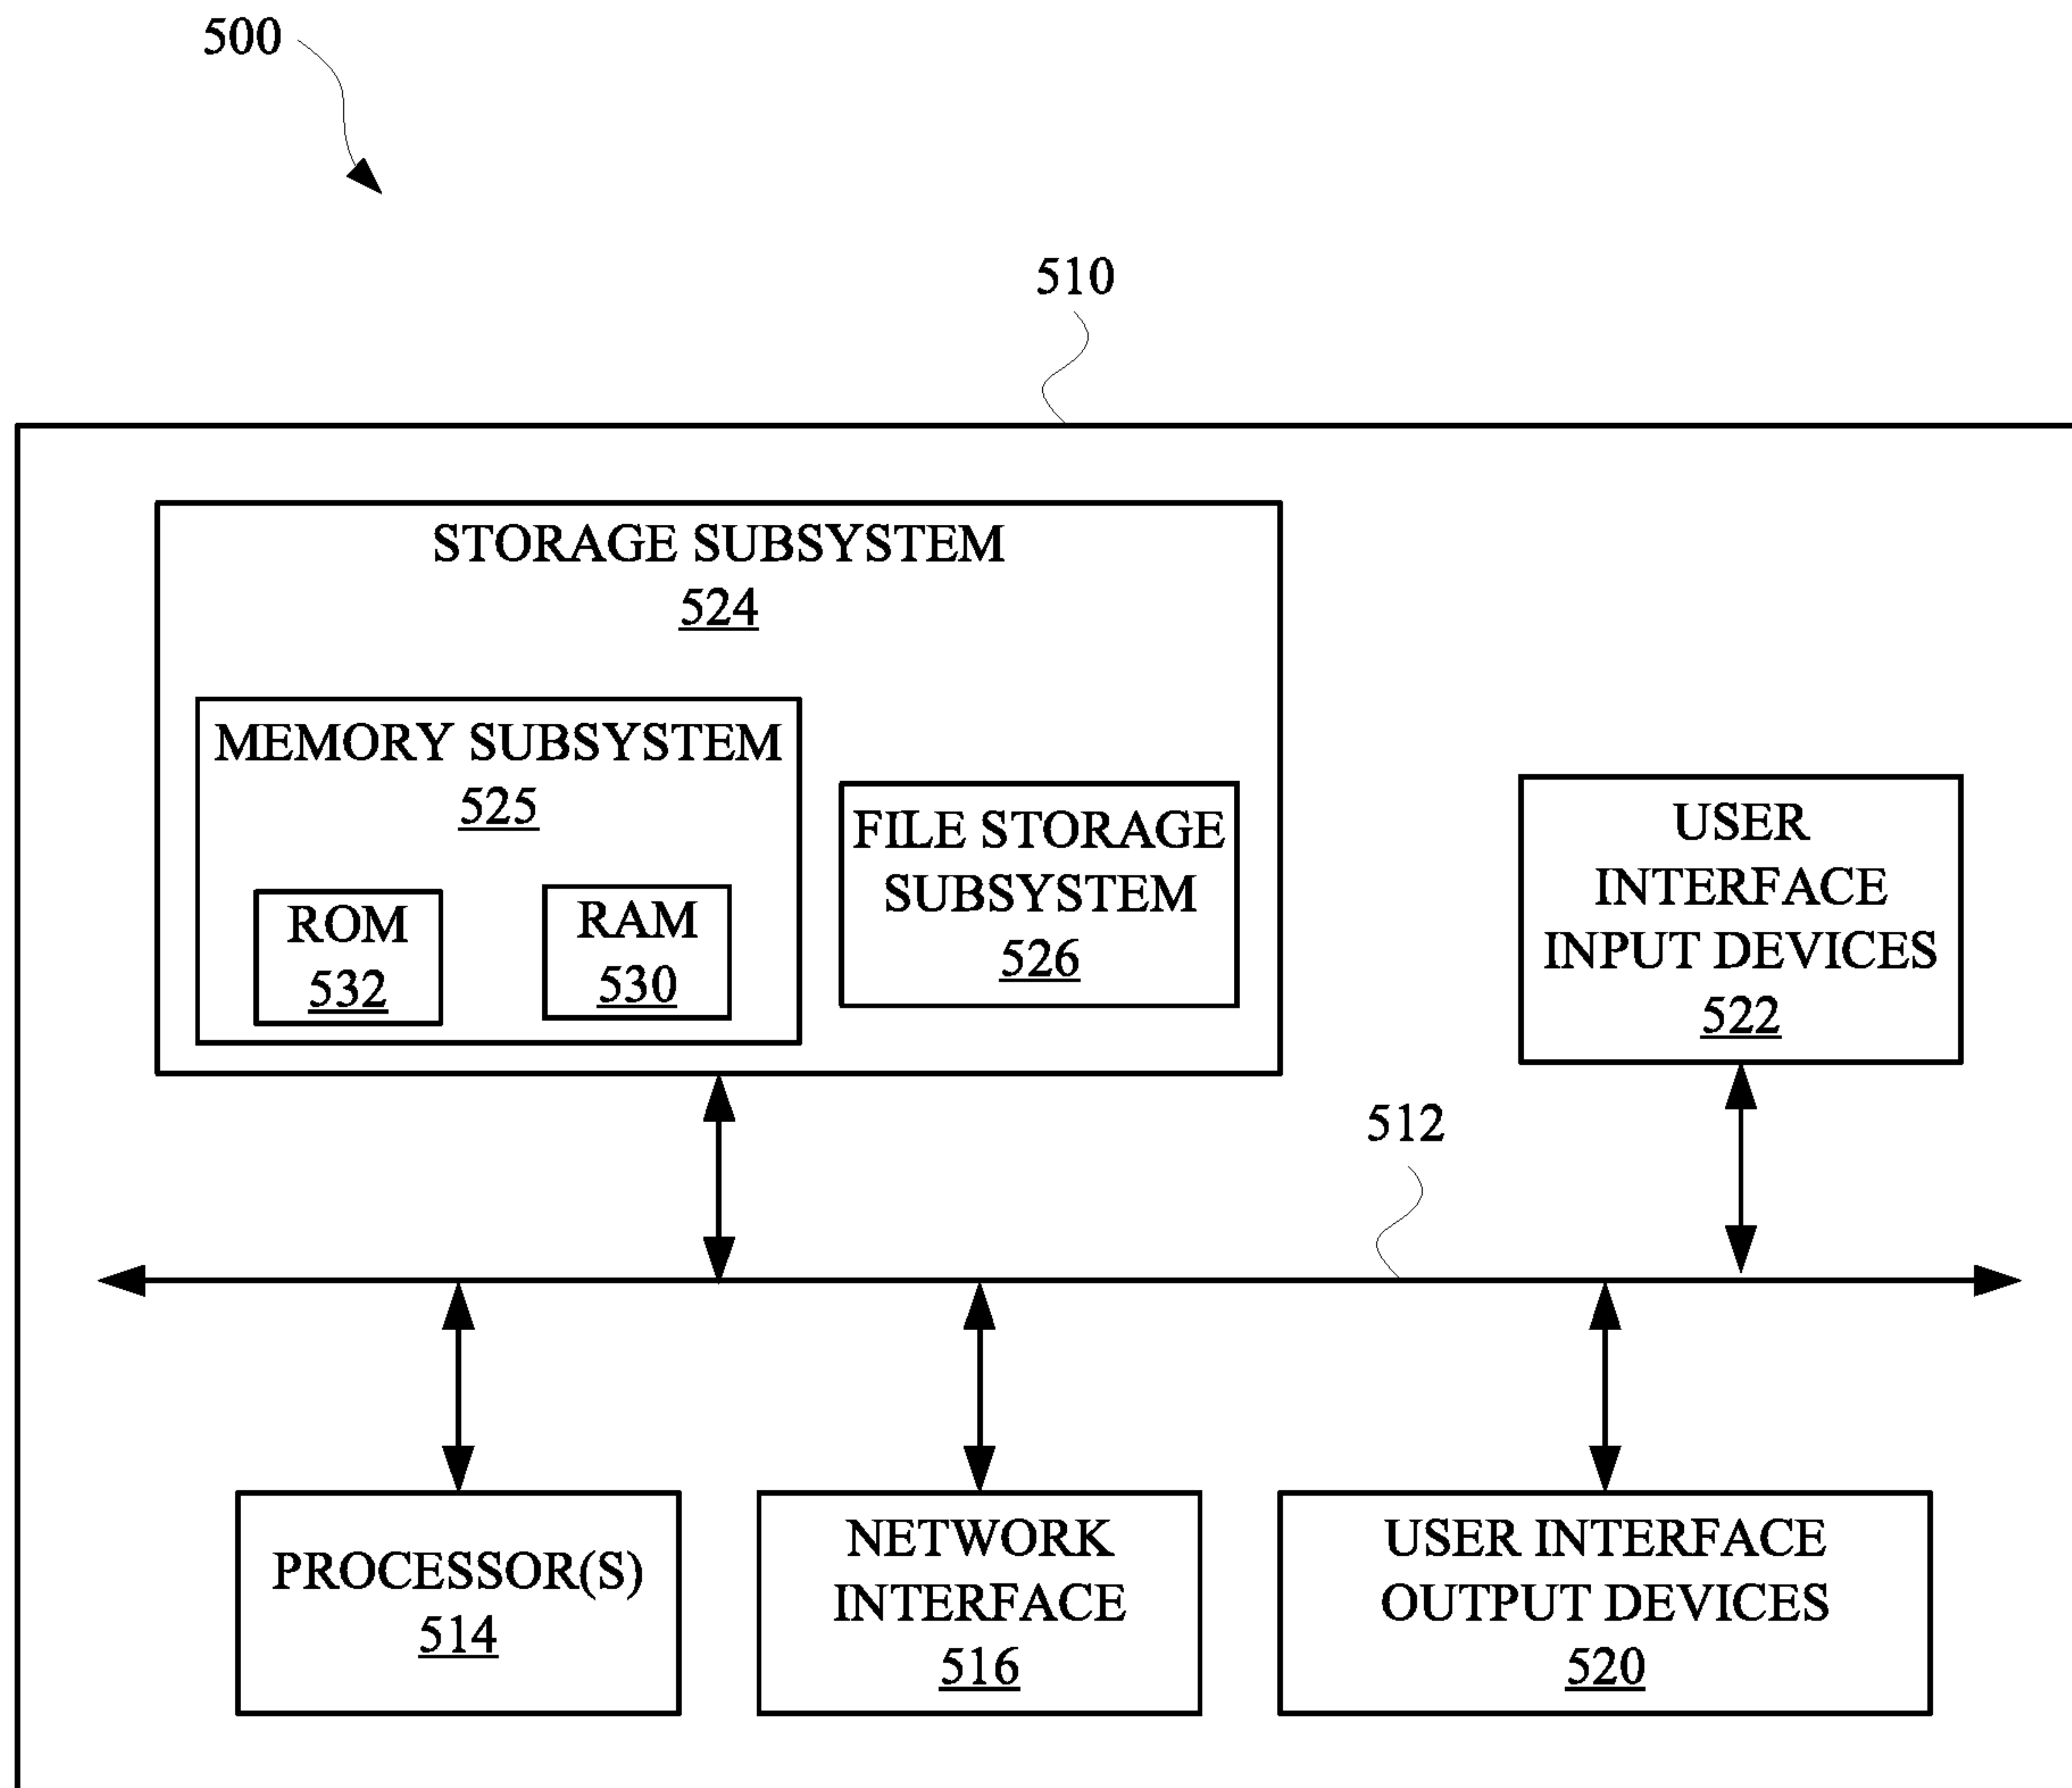 500
510
STORAGE SUBSYSTEM
524
MEMORY SUBSYSTEM
525
FILE STORAGE
SUBSYSTEM
526
ROM
532
RAM
530
USER
INTERFACE
INPUT DEVICES
522
512
PROCESSOR(S)
514
NETWORK
INTERFACE
516
USER INTERFACE
OUTPUT DEVICES
520